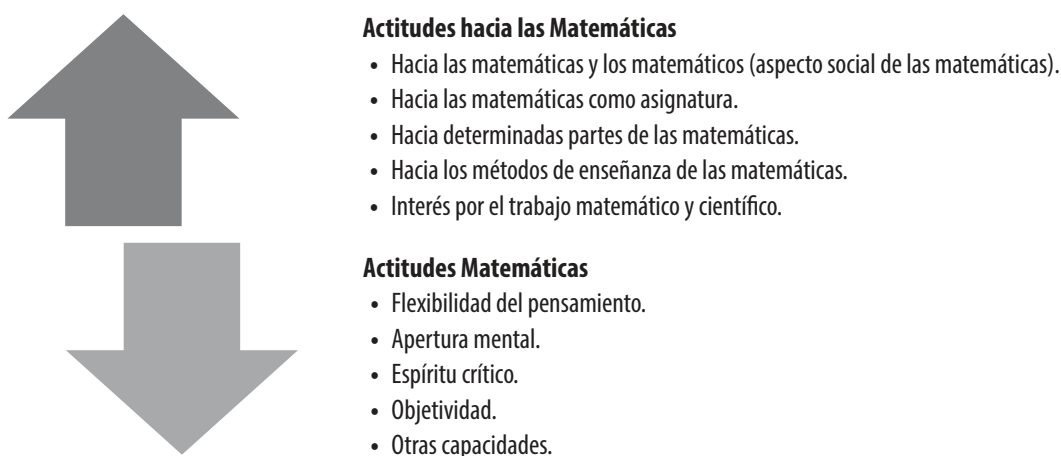 Actitudes hacia las Matemáticas
• Hacia las matemáticas y los matemáticos (aspecto social de las matemáticas).
• Hacia las matemáticas como asignatura.
• Hacia determinadas partes de las matemáticas.
• Hacia los métodos de enseñanza de las matemáticas.
• Interés por el trabajo matemático y científico.
Actitudes Matemáticas
• Flexibilidad del pensamiento.
• Apertura mental.
• Espíritu crítico.
• Objetividad.
• Otras capacidades.